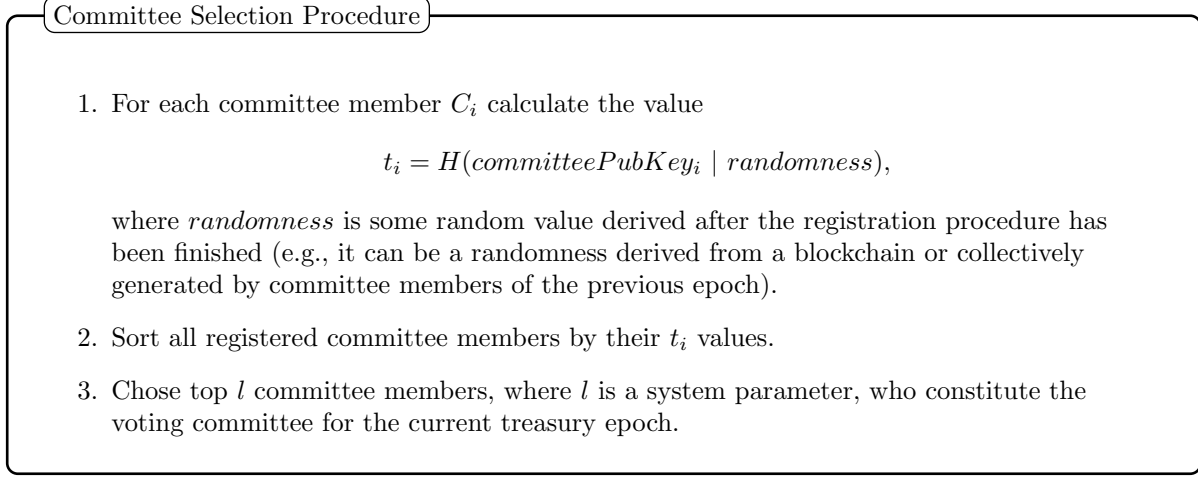 Committee Selection Procedure
1. For each committee member C_i calculate the value
t_i = H(committeePubKey_i | randomness),
where randomness is some random value derived after the registration procedure has
been finished (e.g., it can be a randomness derived from a blockchain or collectively
generated by committee members of the previous epoch).
2. Sort all registered committee members by their t_i values.
3. Chose top l committee members, where l is a system parameter, who constitute the
voting committee for the current treasury epoch.